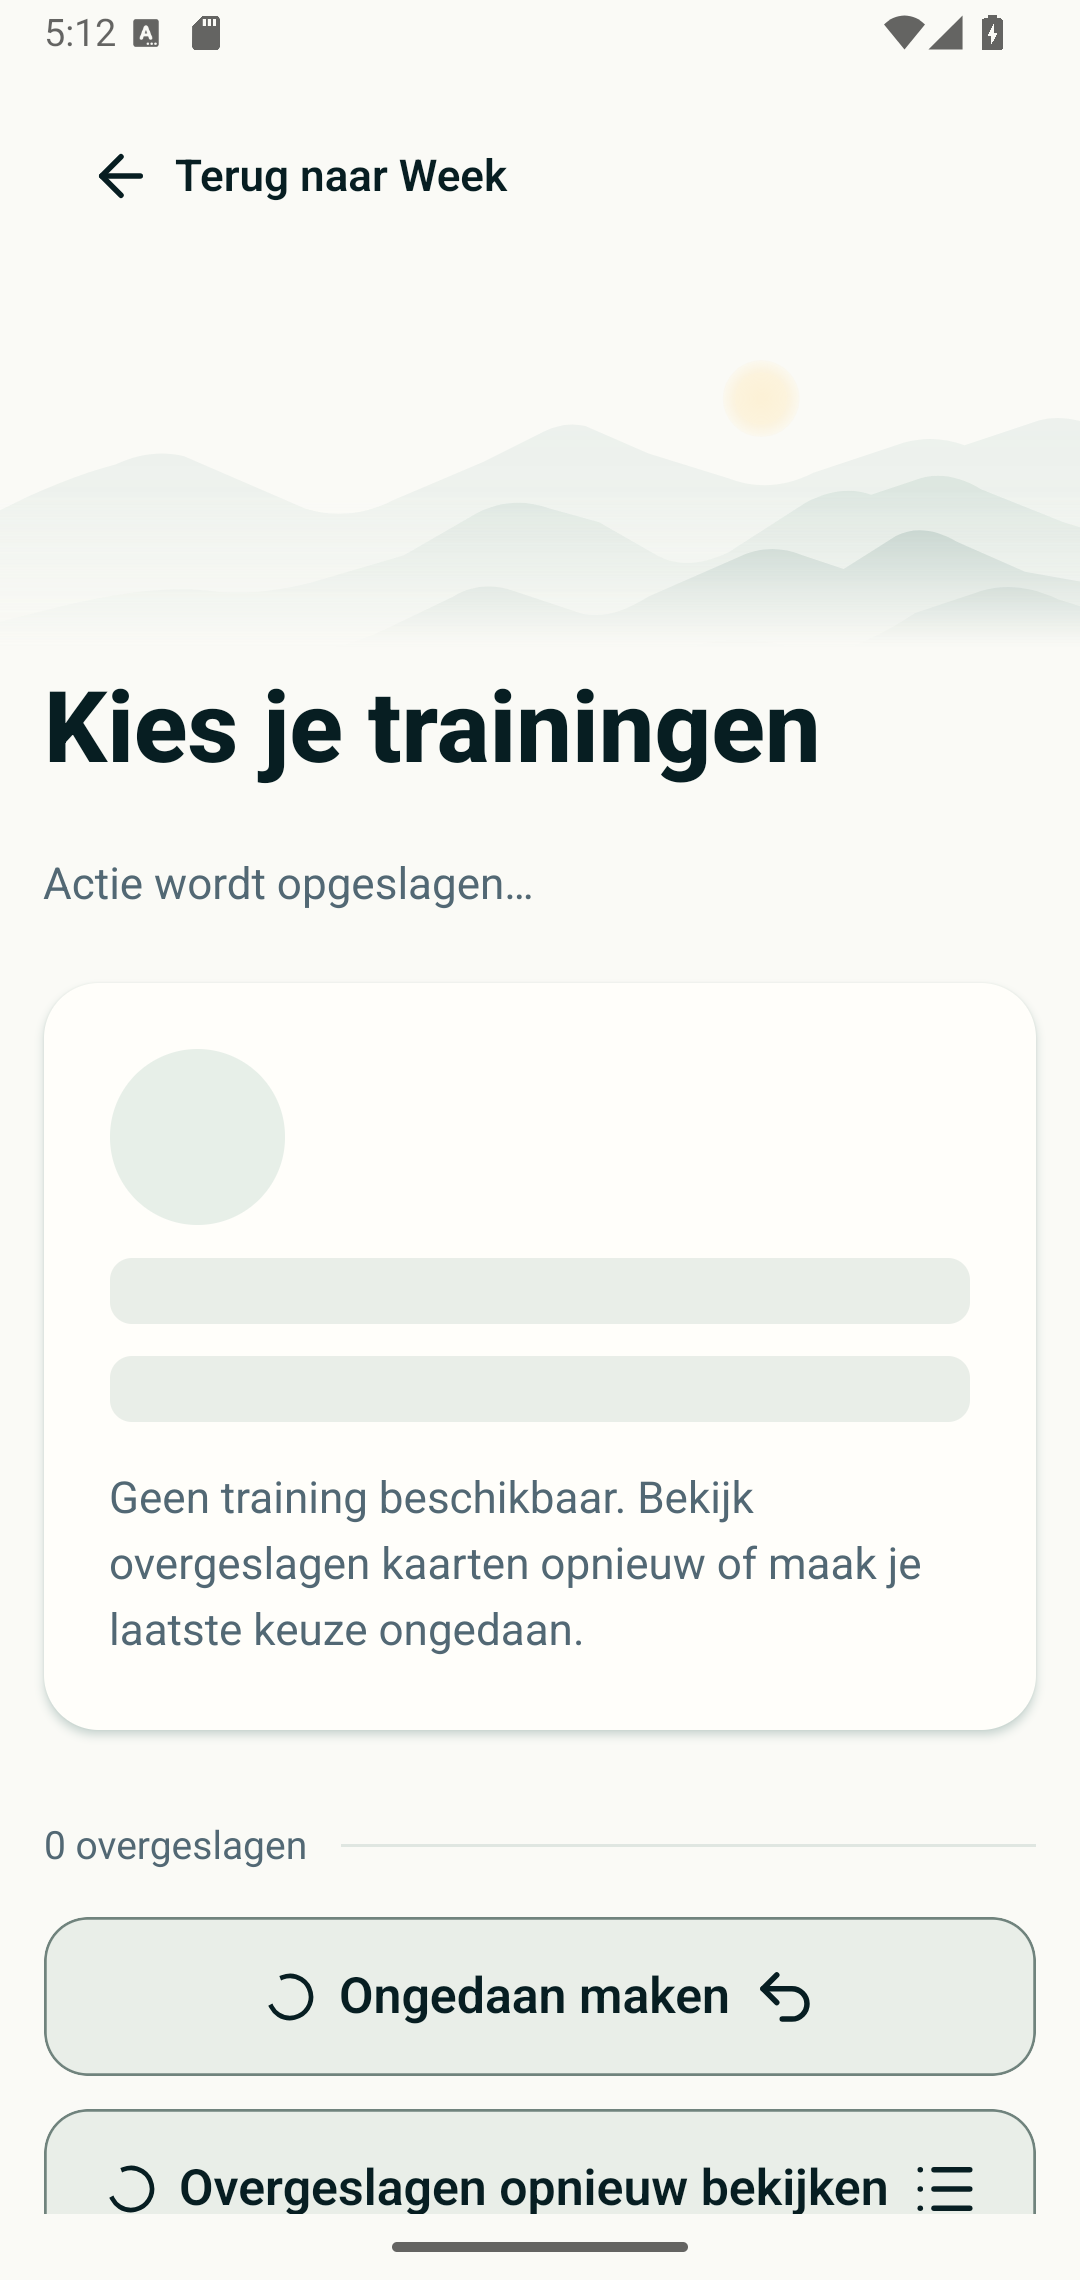 5:12
Terug naar Week
Kies je trainingen
Actie wordt opgeslagen…
Geen training beschikbaar. Bekijk
overgeslagen kaarten opnieuw of maak je
laatste keuze ongedaan.
0 overgeslagen
Ongedaan maken
Overgeslagen opnieuw bekijken